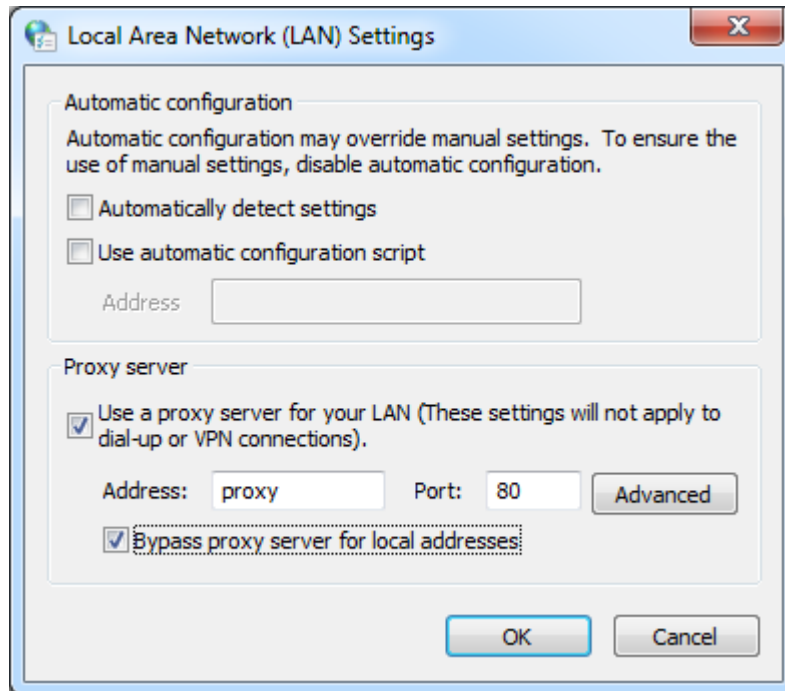 Local Area Network (LAN) Settings
Automatic configuration
Automatic configuration may override manual settings.  To ensure the
use of manual settings, disable automatic configuration.
Automatically detect settings
Use automatic configuration script
Address
Proxy server
Use a proxy server for your LAN (These settings will not apply to
dial-up or VPN connections).
Address: proxy Port: 80 Advanced
Bypass proxy server for local addresses
OK Cancel